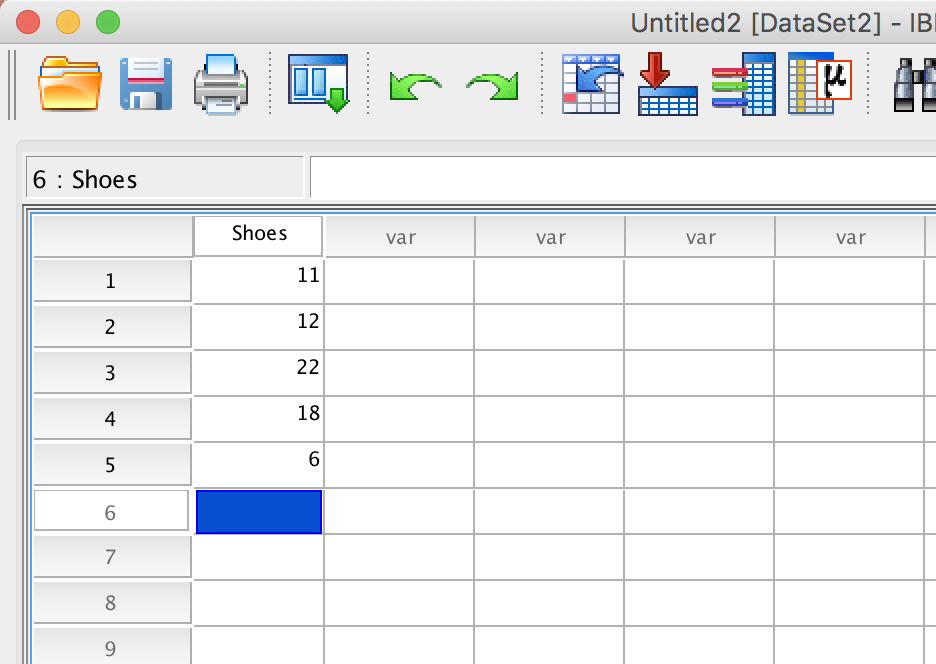 Untitled2 [DataSet2] – IB
μ
6 : Shoes
Shoes var var var var
1 11
2 12
3 22
4 18
5 6
6
7
8
9